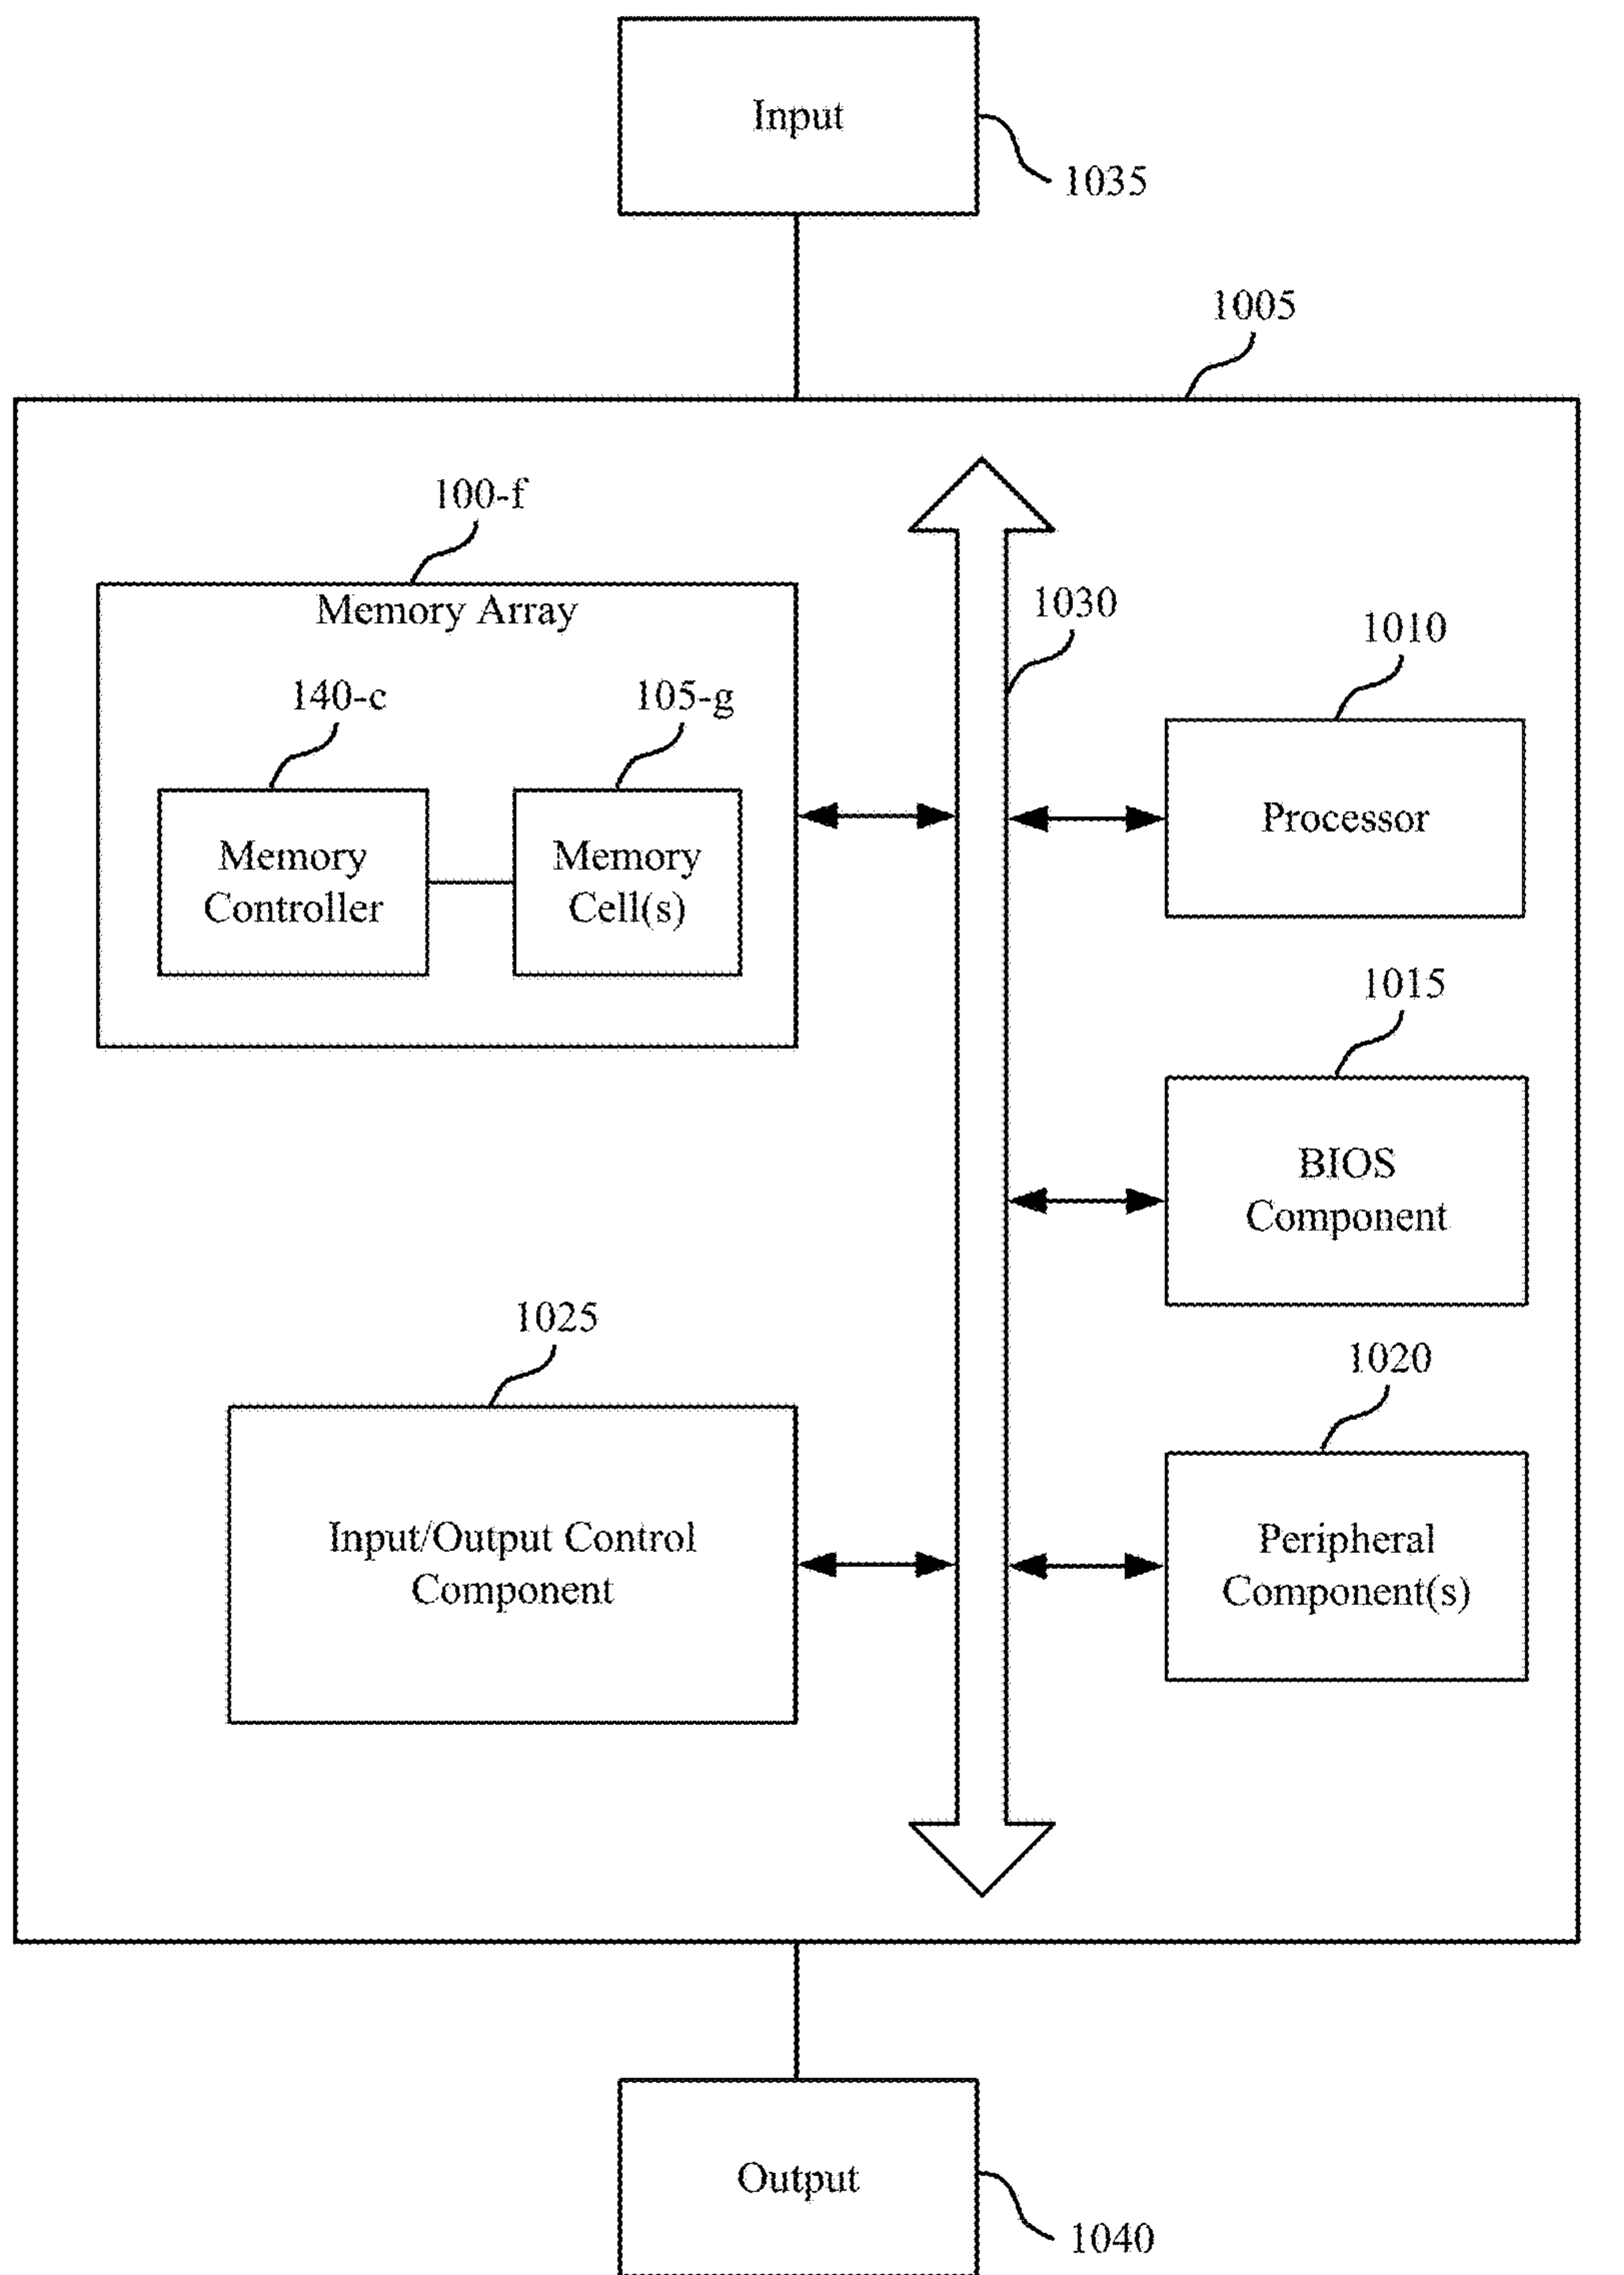 Input
1035
1005
100-f
Memory Array
1030
1010
140-c
105-g
Processor
Memory
Controller
Memory
Cell(s)
1015
BIOS
Component
1025
1020
Input/Output Control
Component
Peripheral
Component(s)
Output
1040